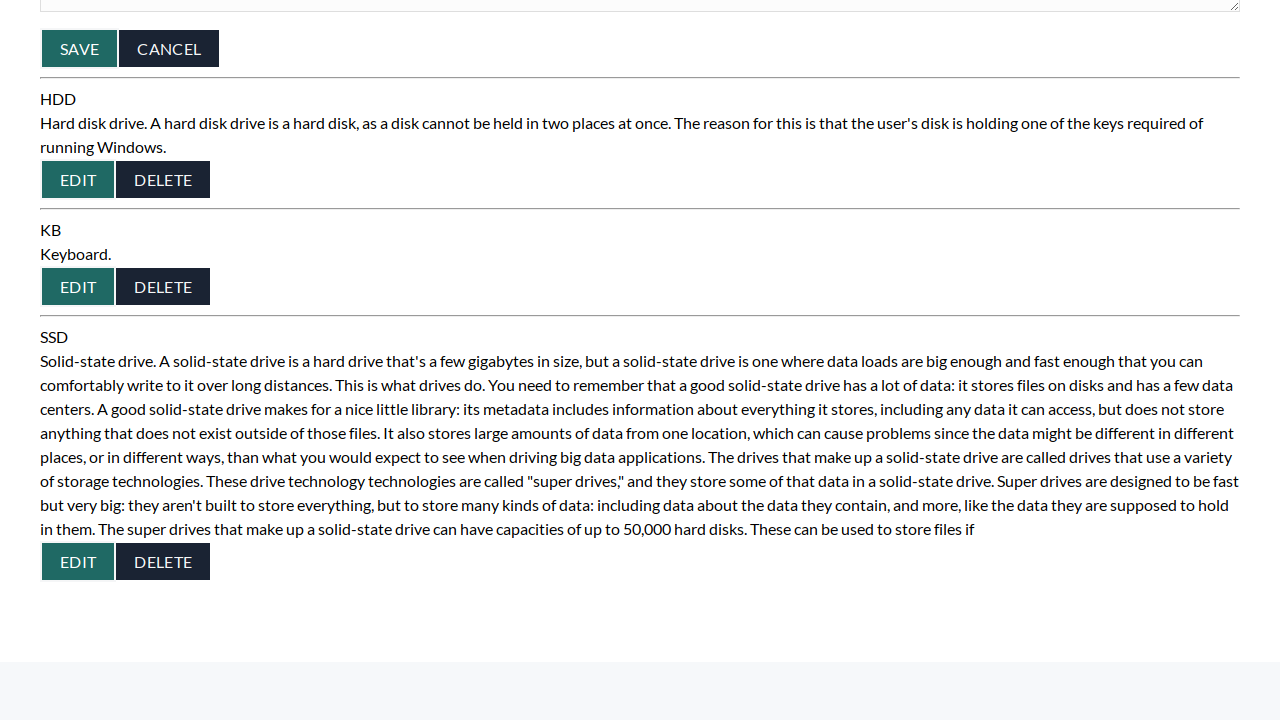 SAVE CANCEL
HDD
Hard disk drive. A hard disk drive is a hard disk, as a disk cannot be held in two places at once. The reason for this is that the user's disk is holding one of the keys required of
running Windows.
EDIT DELETE
KB
Keyboard.
EDIT DELETE
SSD
Solid-state drive. A solid-state drive is a hard drive that's a few gigabytes in size, but a solid-state drive is one where data loads are big enough and fast enough that you can
comfortably write to it over long distances. This is what drives do. You need to remember that a good solid-state drive has a lot of data: it stores files on disks and has a few data
centers. A good solid-state drive makes for a nice little library: its metadata includes information about everything it stores, including any data it can access, but does not store
anything that does not exist outside of those files. It also stores large amounts of data from one location, which can cause problems since the data might be different in different
places, or in different ways, than what you would expect to see when driving big data applications. The drives that make up a solid-state drive are called drives that use a variety
of storage technologies. These drive technology technologies are called "super drives," and they store some of that data in a solid-state drive. Super drives are designed to be fast
but very big: they aren't built to store everything, but to store many kinds of data: including data about the data they contain, and more, like the data they are supposed to hold
in them. The super drives that make up a solid-state drive can have capacities of up to 50,000 hard disks. These can be used to store files if
EDIT DELETE